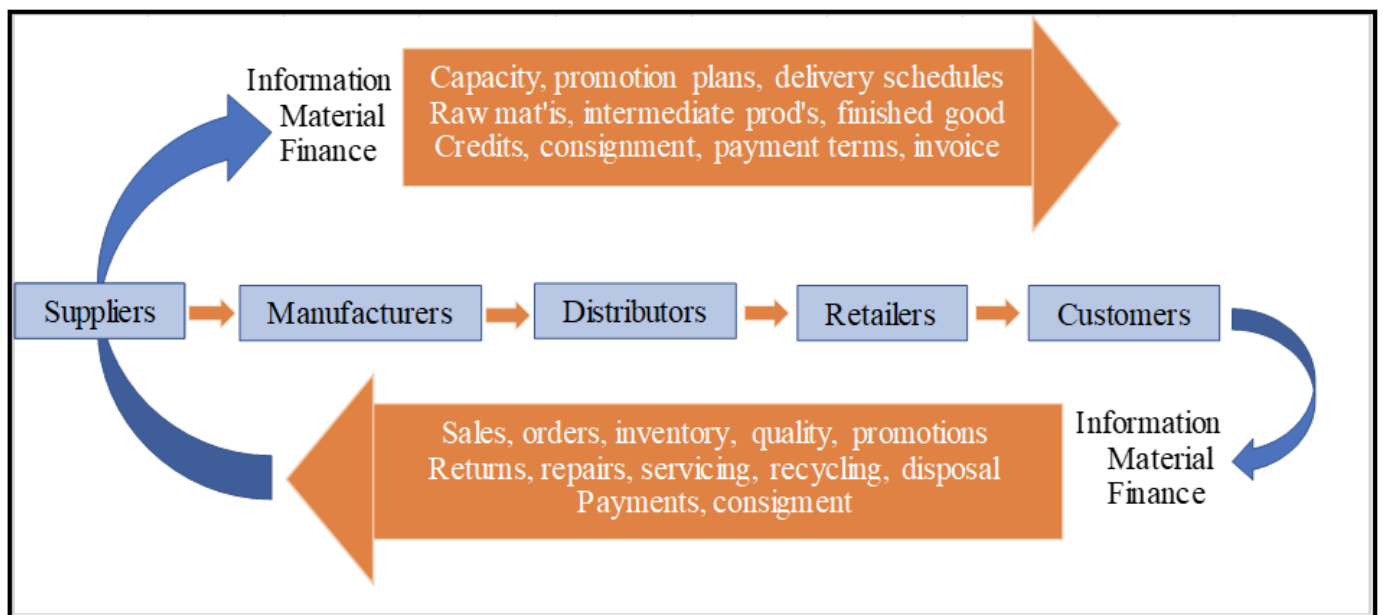 Information
Material
Finance
Capacity, promotion plans, delivery schedules
Raw mat'is, intermediate prod's, finished good
Credits, consignment, payment terms, invoice
Suppliers
Manufacturers
Distributors
Retailers
Customers
Sales, orders, inventory, quality, promotions
Returns, repairs, servicing, recycling, disposal
Payments, consigment
Information
Material
Finance